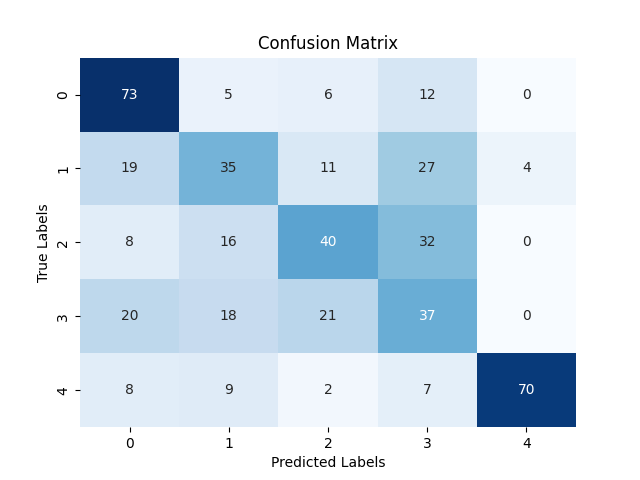 Confusion Matrix
True Labels
0 73 5 6 12 0
1 19 35 11 27 4
2 8 16 40 32 0
3 20 18 21 37 0
4 8 9 2 7 70
0 1 2 3 4
Predicted Labels